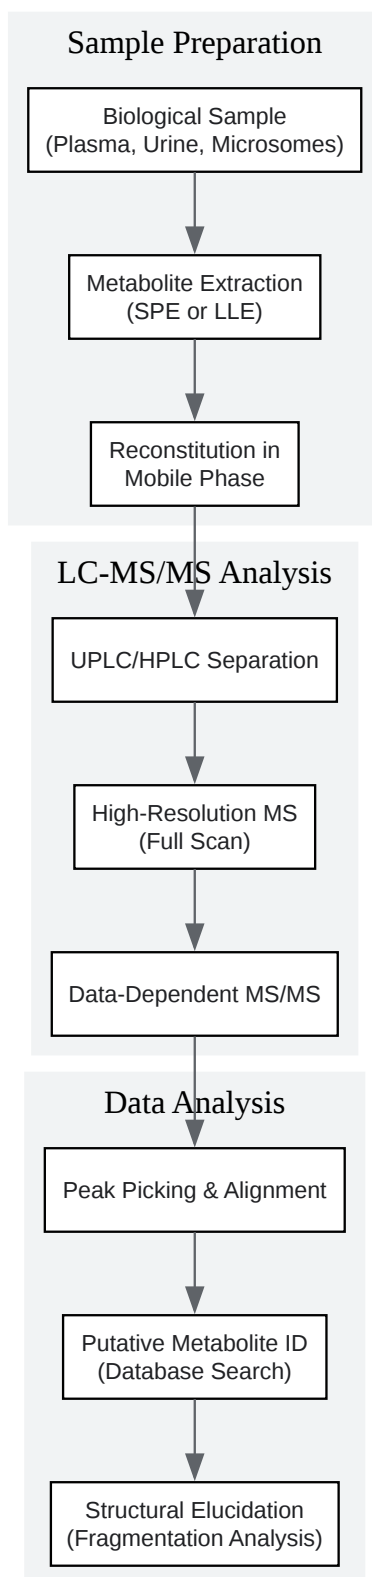 Sample Preparation
Biological Sample
(Plasma, Urine, Microsomes)
Metabolite Extraction
(SPE or LLE)
Reconstitution in
Mobile Phase
LC-MS/MS Analysis
UPLC/HPLC Separation
High-Resolution MS
(Full Scan)
Data-Dependent MS/MS
Data Analysis
Peak Picking & Alignment
Putative Metabolite ID
(Database Search)
Structural Elucidation
(Fragmentation Analysis)